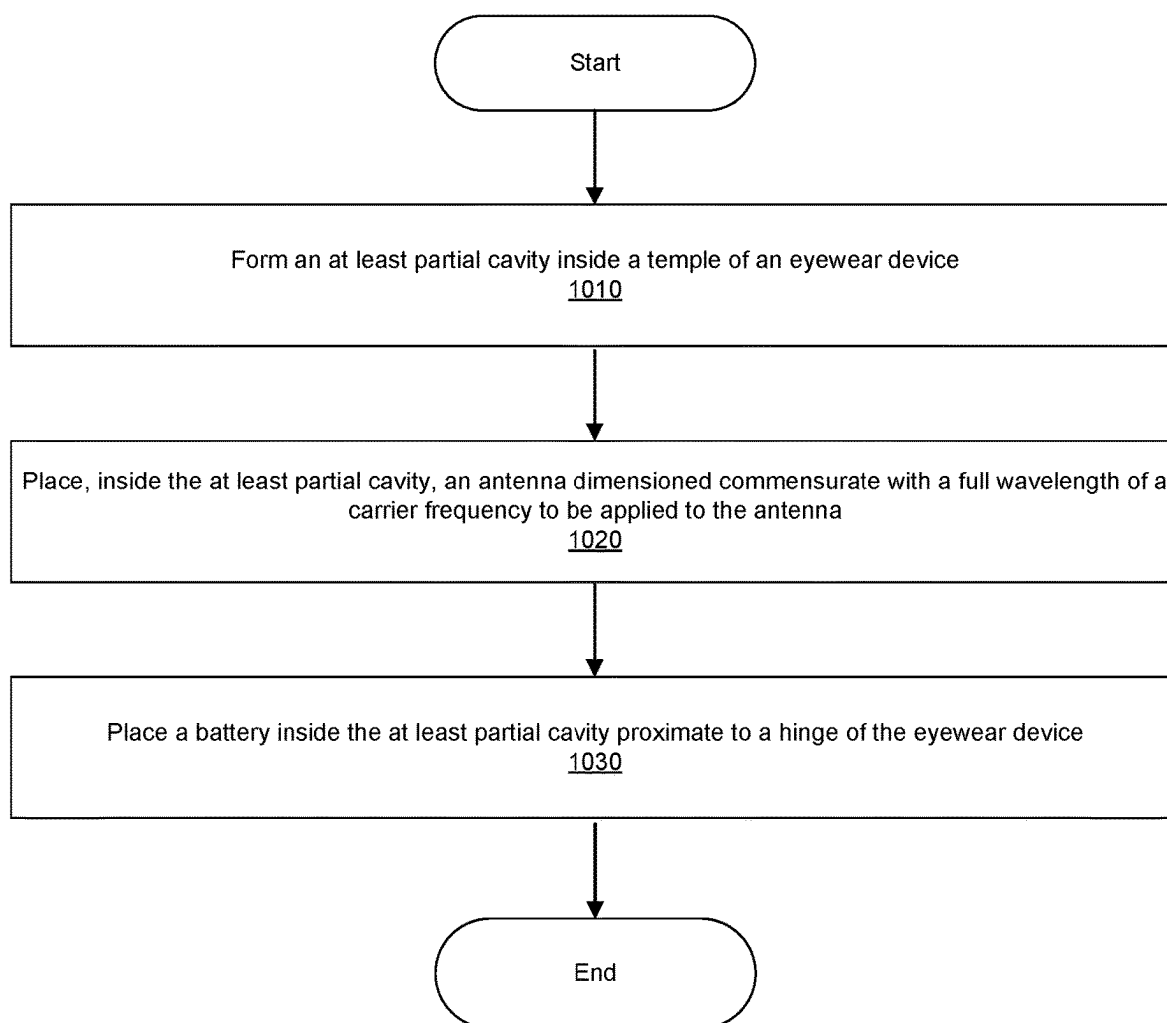 Start
Form an at least partial cavity inside a temple of an eyewear device
1010
Place, inside the at least partial cavity, an antenna dimensioned commensurate with a full wavelength of a
carrier frequency to be applied to the antenna
1020
Place a battery inside the at least partial cavity proximate to a hinge of the eyewear device
1030
End